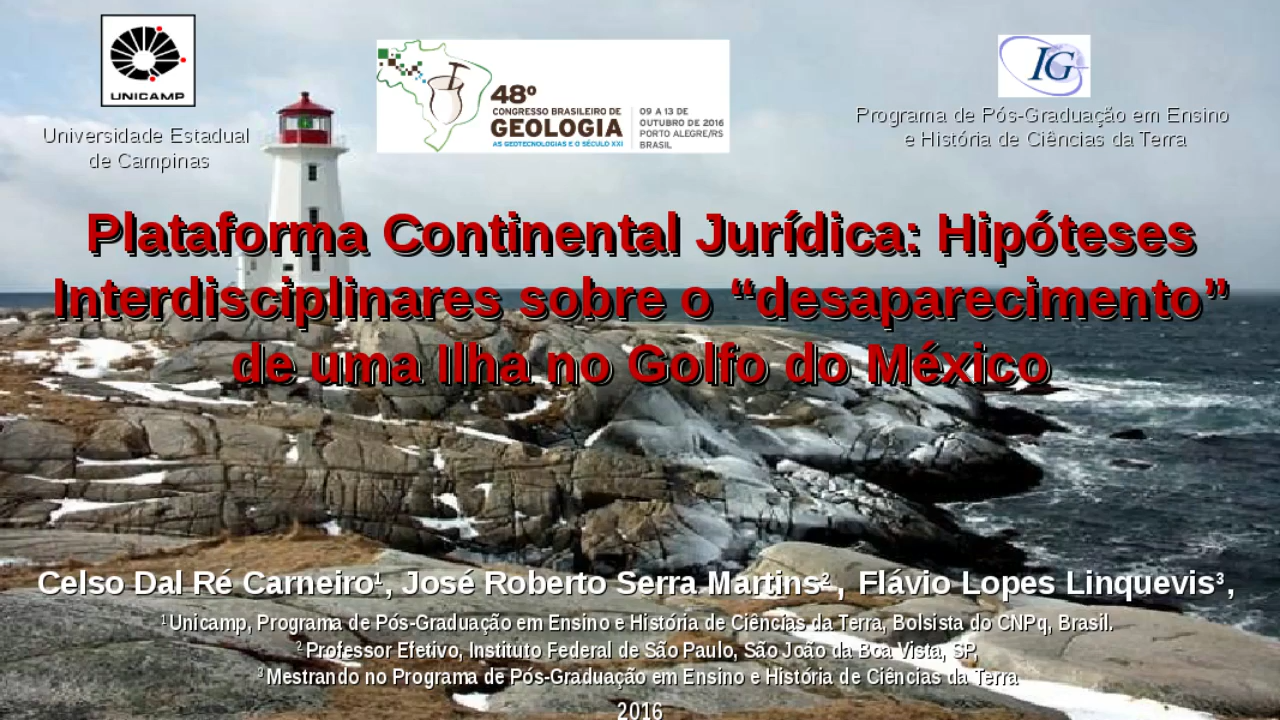 UNICAMP
Universidade Estadual
de Campinas
48º
CONGRESSO BRASILEIRO DE
GEOLOGIA
AS GEOTECNOLOGIAS E O SÉCULO XXI
09 A 13 DE
OUTUBRO DE 2016
PORTO ALEGRE/RS
BRASIL
IG
Programa de Pós-Graduação em Ensino
e História de Ciências da Terra
Plataforma Continental Jurídica: Hipóteses
Interdisciplinares sobre o “desaparecimento”
de uma Ilha no Golfo do México
Celso Dal Ré Carneiro¹, José Roberto Serra Martins² , Flávio Lopes Linquevis³,
¹ Unicamp, Programa de Pós-Graduação em Ensino e História de Ciências da Terra, Bolsista do CNPq, Brasil.
² Professor Efetivo, Instituto Federal de São Paulo, São João da Boa Vista, SP,
³ Mestrando no Programa de Pós-Graduação em Ensino e História de Ciências da Terra
2016